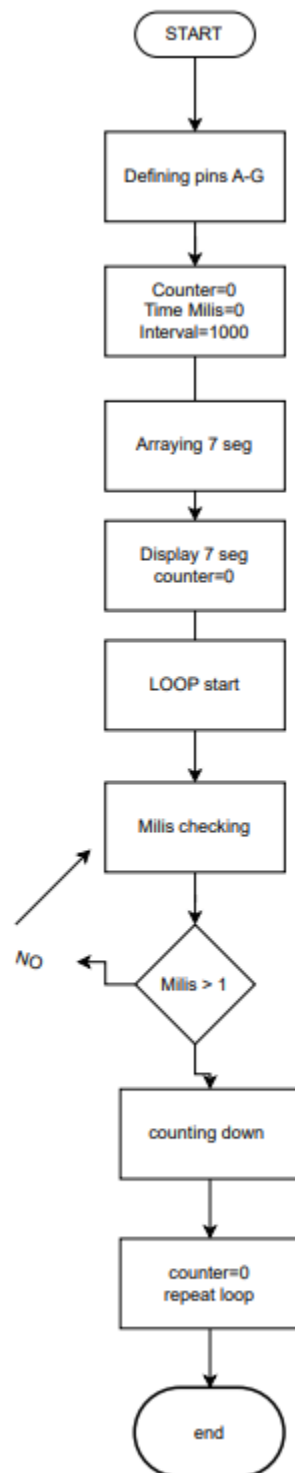 START
Defining pins A-G
Counter=0
Time Milis=0
Interval=1000
Arraying 7 seg
Display 7 seg
counter=0
LOOP start
Milis checking
NO
Milis > 1
counting down
counter=0
repeat loop
end